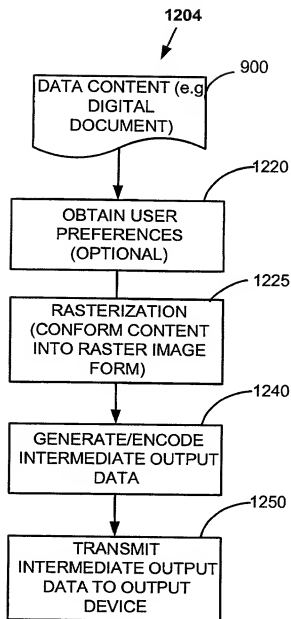 1204
DATA CONTENT (e.g
DIGITAL
DOCUMENT)
900
1220
OBTAIN USER
PREFERENCES
(OPTIONAL)
1225
RASTERIZATION
(CONFORM CONTENT
INTO RASTER IMAGE
FORM)
1240
GENERATE/ENCODE
INTERMEDIATE OUTPUT
DATA
1250
TRANSMIT
INTERMEDIATE OUTPUT
DATA TO OUTPUT
DEVICE